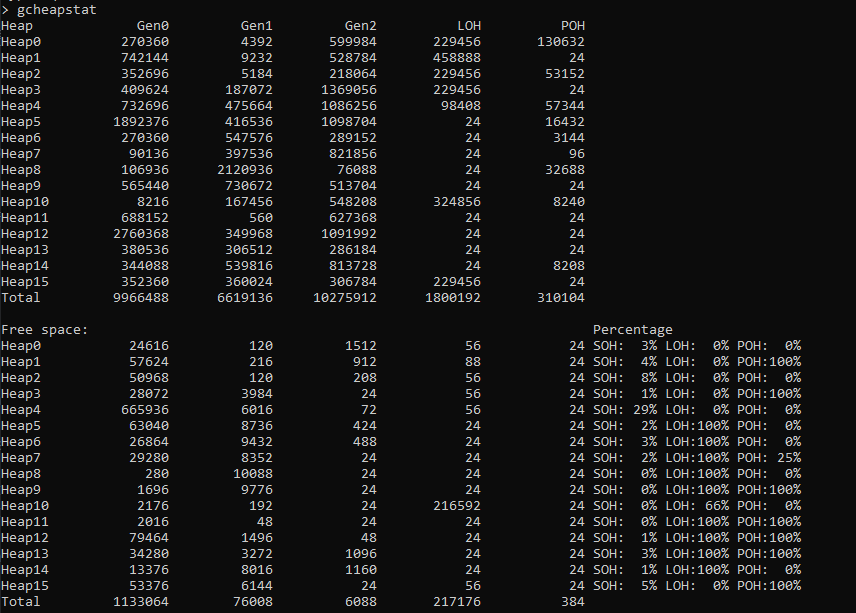 > gcheapstat
Heap Gen0 Gen1 Gen2 LOH POH
Heap0 270360 4392 599984 229456 130632
Heap1 742144 9232 528784 458888 24
Heap2 352696 5184 218064 229456 53152
Heap3 409624 187072 1369056 229456 24
Heap4 732696 475664 1086256 98408 57344
Heap5 1892376 416536 1098704 24 16432
Heap6 270360 547576 289152 24 3144
Heap7 90136 397536 821856 24 96
Heap8 106936 2120936 76088 24 32688
Heap9 565440 730672 513704 24 24
Heap10 8216 167456 548208 324856 8240
Heap11 688152 560 627368 24 24
Heap12 2760368 349968 1091992 24 24
Heap13 380536 306512 286184 24 24
Heap14 344088 539816 813728 24 8208
Heap15 352360 360024 306784 229456 24
Total 9966488 6619136 10275912 1800192 310104
Free space: Percentage
Heap0 24616 120 1512 56 24 SOH: 3% LOH: 0% POH: 0%
Heap1 57624 216 912 88 24 SOH: 4% LOH: 0% POH:100%
Heap2 50968 120 208 56 24 SOH: 8% LOH: 0% POH: 0%
Heap3 28072 3984 24 56 24 SOH: 1% LOH: 0% POH:100%
Heap4 665936 6016 72 56 24 SOH: 29% LOH: 0% POH: 0%
Heap5 63040 8736 424 24 24 SOH: 2% LOH:100% POH: 0%
Heap6 26864 9432 488 24 24 SOH: 3% LOH:100% POH: 0%
Heap7 29280 8352 24 24 24 SOH: 2% LOH:100% POH: 25%
Heap8 280 10088 24 24 24 SOH: 0% LOH:100% POH: 0%
Heap9 1696 9776 24 24 24 SOH: 0% LOH:100% POH:100%
Heap10 2176 192 24 216592 24 SOH: 0% LOH: 66% POH: 0%
Heap11 2016 48 24 24 24 SOH: 0% LOH:100% POH:100%
Heap12 79464 1496 48 24 24 SOH: 1% LOH:100% POH:100%
Heap13 34280 3272 1096 24 24 SOH: 3% LOH:100% POH:100%
Heap14 13376 8016 1160 24 24 SOH: 1% LOH:100% POH: 0%
Heap15 53376 6144 24 56 24 SOH: 5% LOH: 0% POH:100%
Total 1133064 76008 6088 217176 384